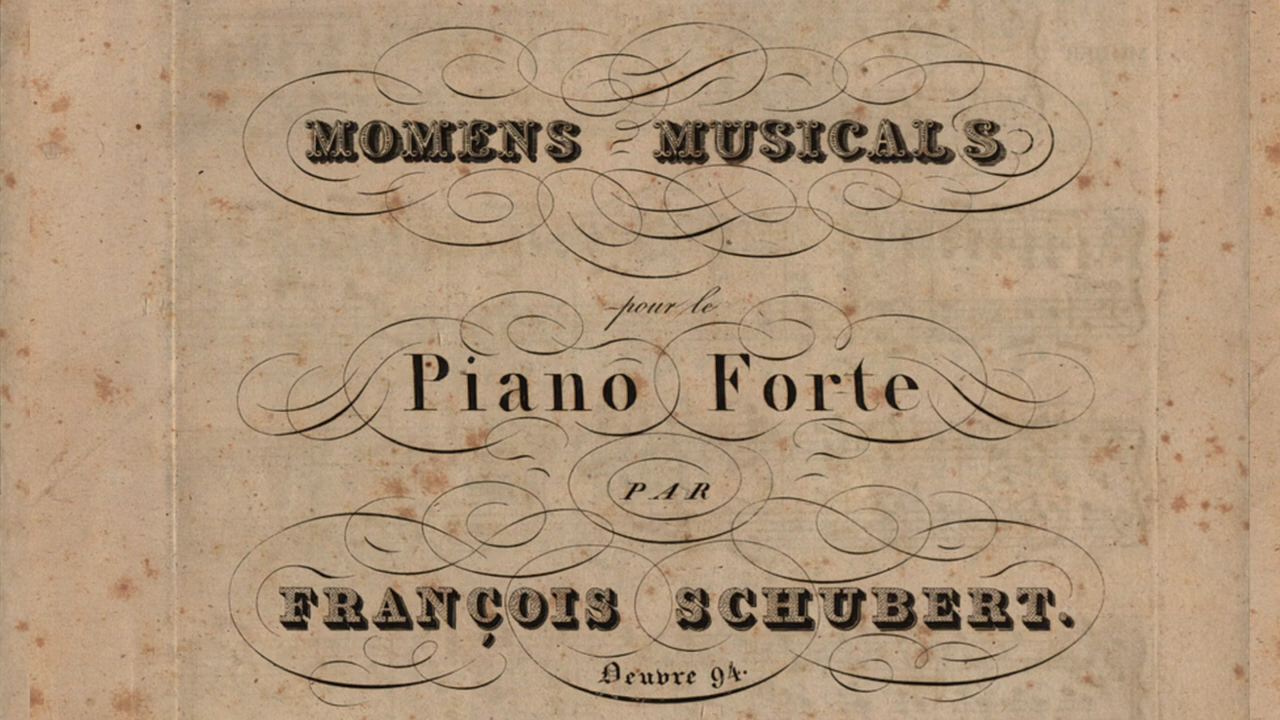 MOMENS MUSICALS
pour le
Piano Forte
PAR
FRANÇOIS SCHUBERT.
Oeuvre 94.